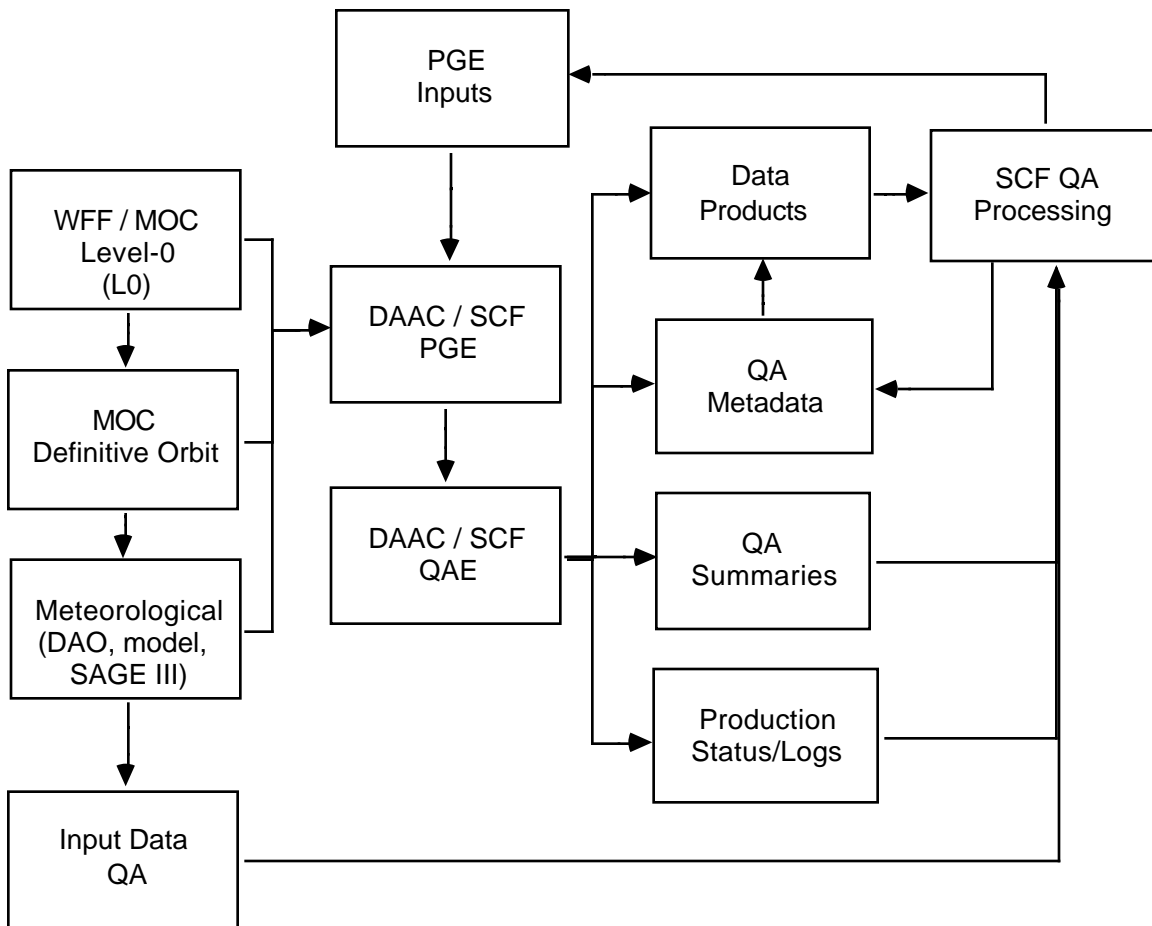 PGE
Inputs
WFF / MOC
Level-0
(L0)
Data
Products
SCF QA
Processing
DAAC / SCF
PGE
QA
Metadata
MOC
Definitive Orbit
DAAC / SCF
QAE
QA
Summaries
Meteorological
(DAO, model,
SAGE III)
Production
Status/Logs
Input Data
QA